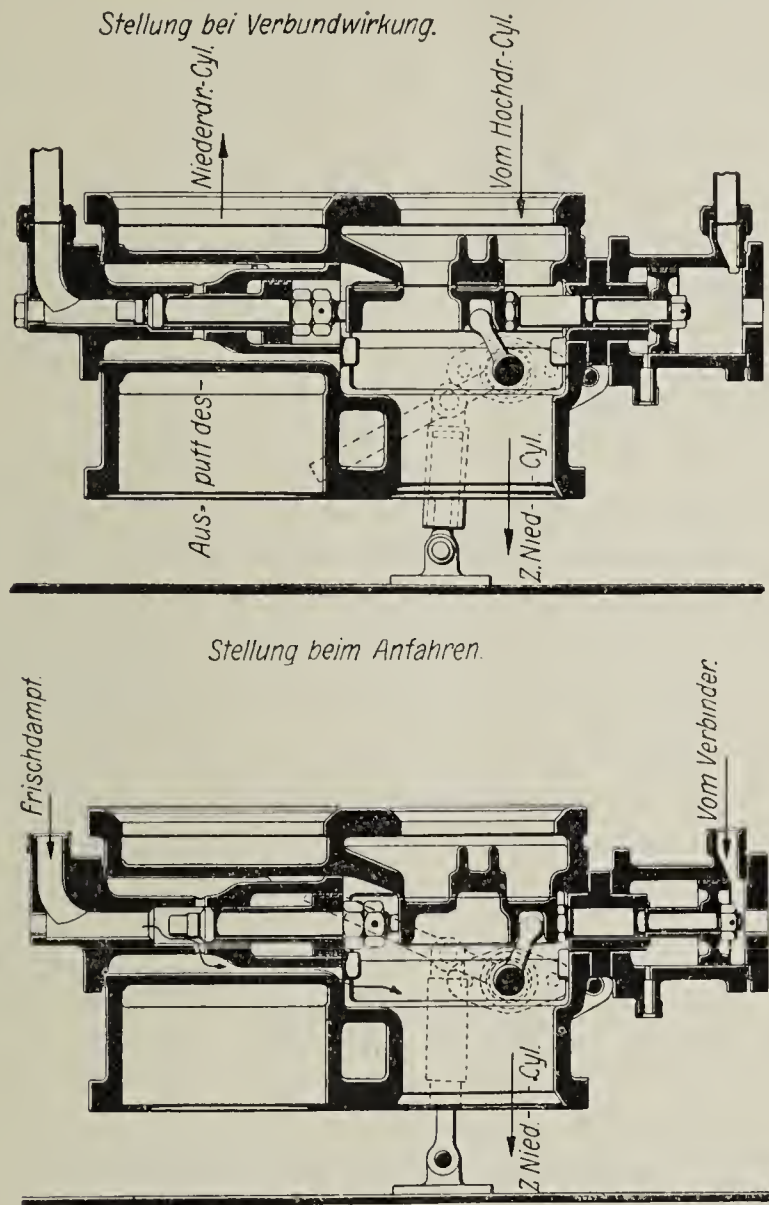 Stellung bei Verbundwirkung.
Niederdr.-Cyl.
Vom Hochdr.-Cyl.
Aus- puff des-
Z. Nied.- Cyl.
Stellung beim Anfahren.
Frischdampf.
Vom Verbinder.
Z. Nied.- Cyl.